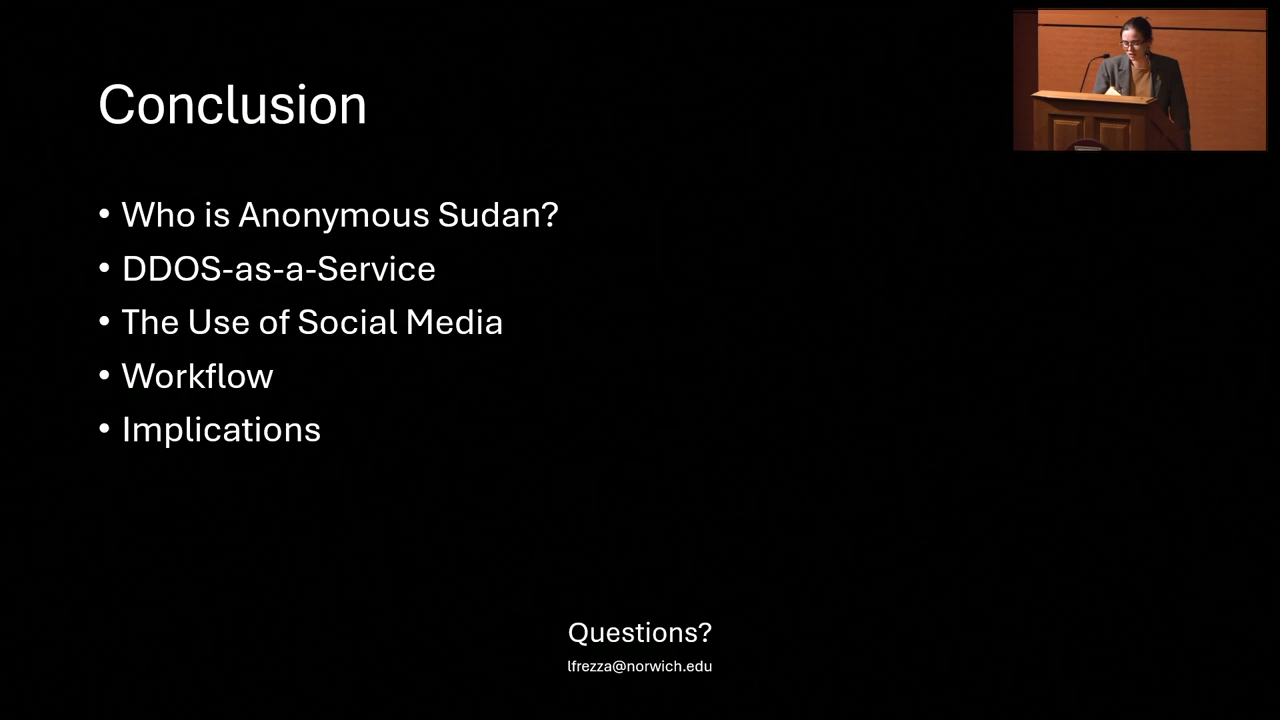 Conclusion
• Who is Anonymous Sudan?
• DDOS-as-a-Service
• The Use of Social Media
• Workflow
• Implications
Questions?
lfrezza@norwich.edu